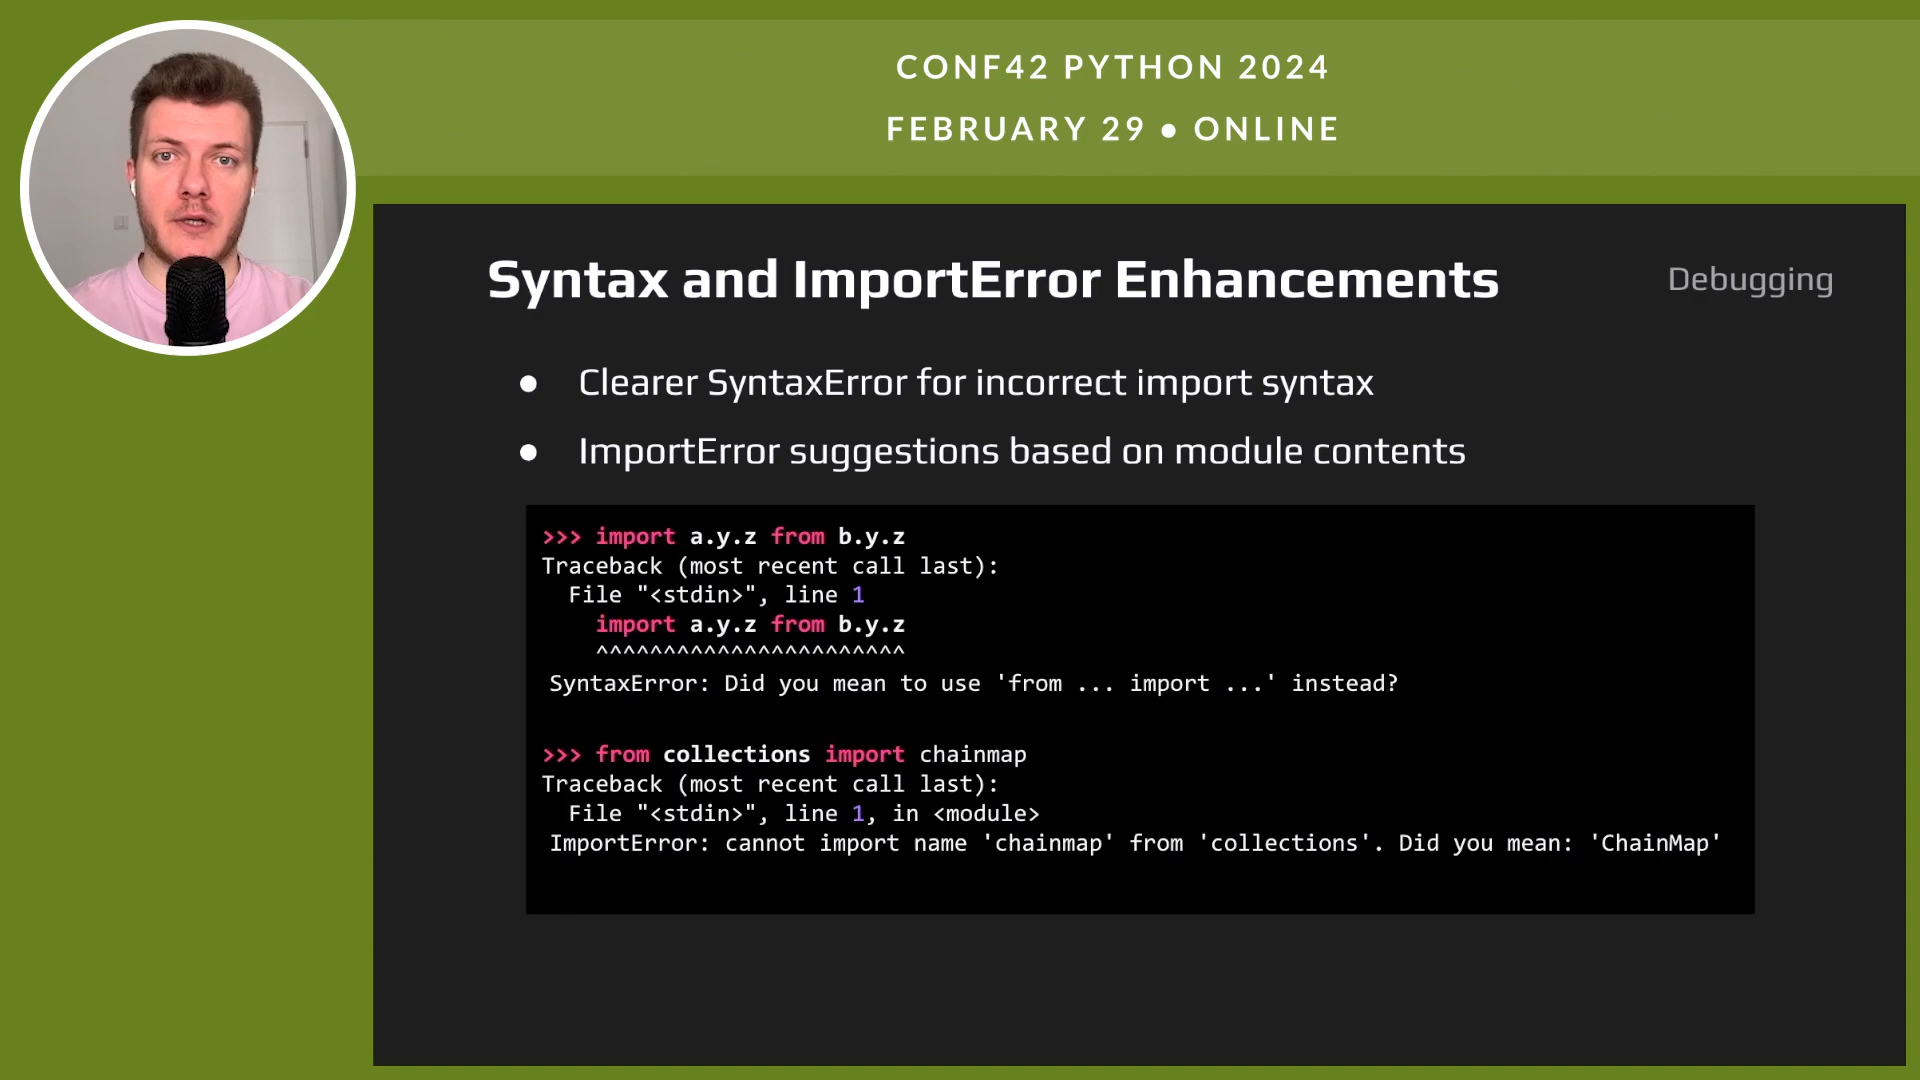 CONF42 PYTHON 2024
FEBRUARY 29 • ONLINE
Syntax and ImportError Enhancements
Debugging
● Clearer SyntaxError for incorrect import syntax
● ImportError suggestions based on module contents
>>> import a.y.z from b.y.z
Traceback (most recent call last):
  File "<stdin>", line 1
    import a.y.z from b.y.z
    ^^^^^^^^^^^^^^^^^^^^^^^
SyntaxError: Did you mean to use 'from ... import ...' instead?
>>> from collections import chainmap
Traceback (most recent call last):
  File "<stdin>", line 1, in <module>
ImportError: cannot import name 'chainmap' from 'collections'. Did you mean: 'ChainMap'